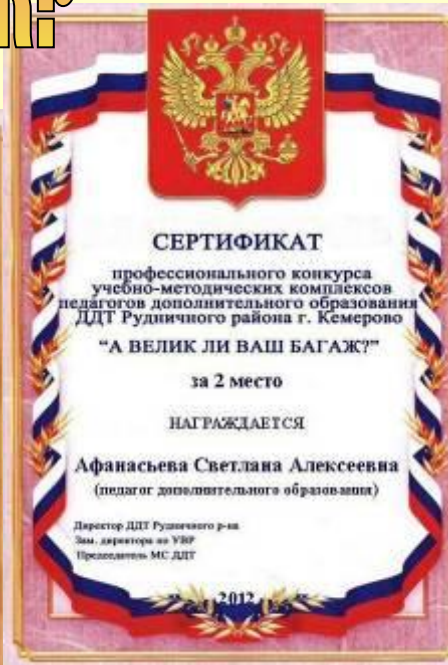 СЕРТИФИКАТ
профессионального конкурса
учебно-методических комплексов
педагогов дополнительного образования
ДДТ Рудничного района г. Кемерово
“А ВЕЛИК ЛИ ВАШ БАГАЖ?”
за 2 место
НАГРАЖДАЕТСЯ
Афанасьева Светлана Алексеевна
(педагог дополнительного образования)
Директор ДДТ Рудничного р-на
Зам. директора по УВР
Председатель МС ДДТ
2012